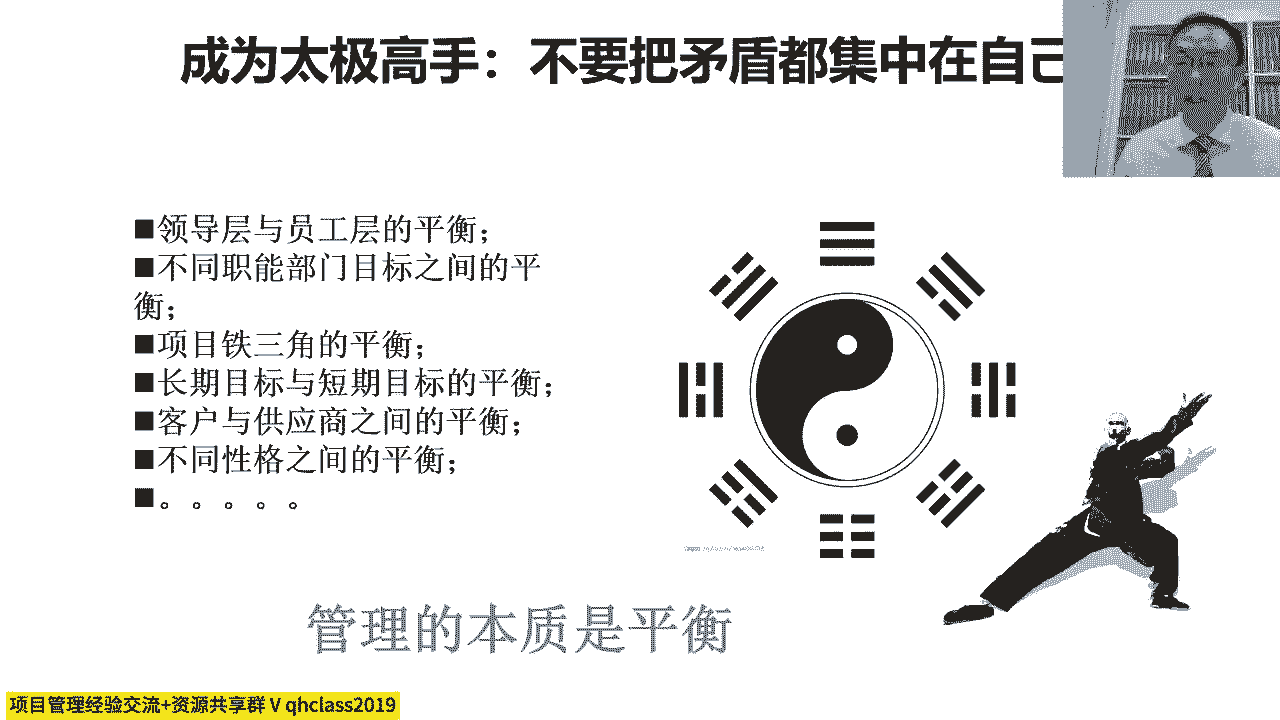 成为太极高手：不要把矛盾都集中在自己
■领导层与员工层的平衡；
■不同职能部门目标之间的平
衡；
■项目铁三角的平衡；
■长期目标与短期目标的平衡；
■客户与供应商之间的平衡；
■不同性格之间的平衡；
■。。。。。
管理的本质是平衡
项目管理经验交流+资源共享群 V qhclass2019